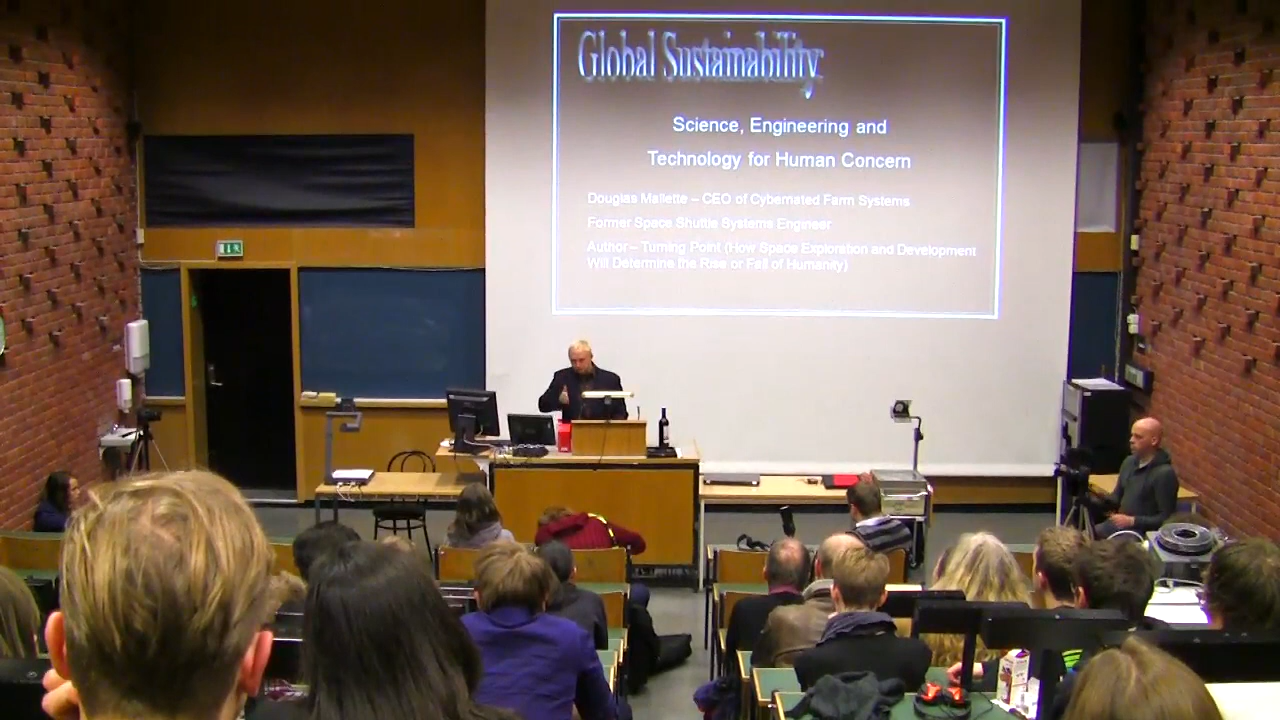 Global Sustainability:
Science, Engineering and
Technology for Human Concern
Douglas Mallette – CEO of Cybernated Farm Systems
Former Space Shuttle Systems Engineer
Author – Turning Point (How Space Exploration and Development
Will Determine the Rise or Fall of Humanity)